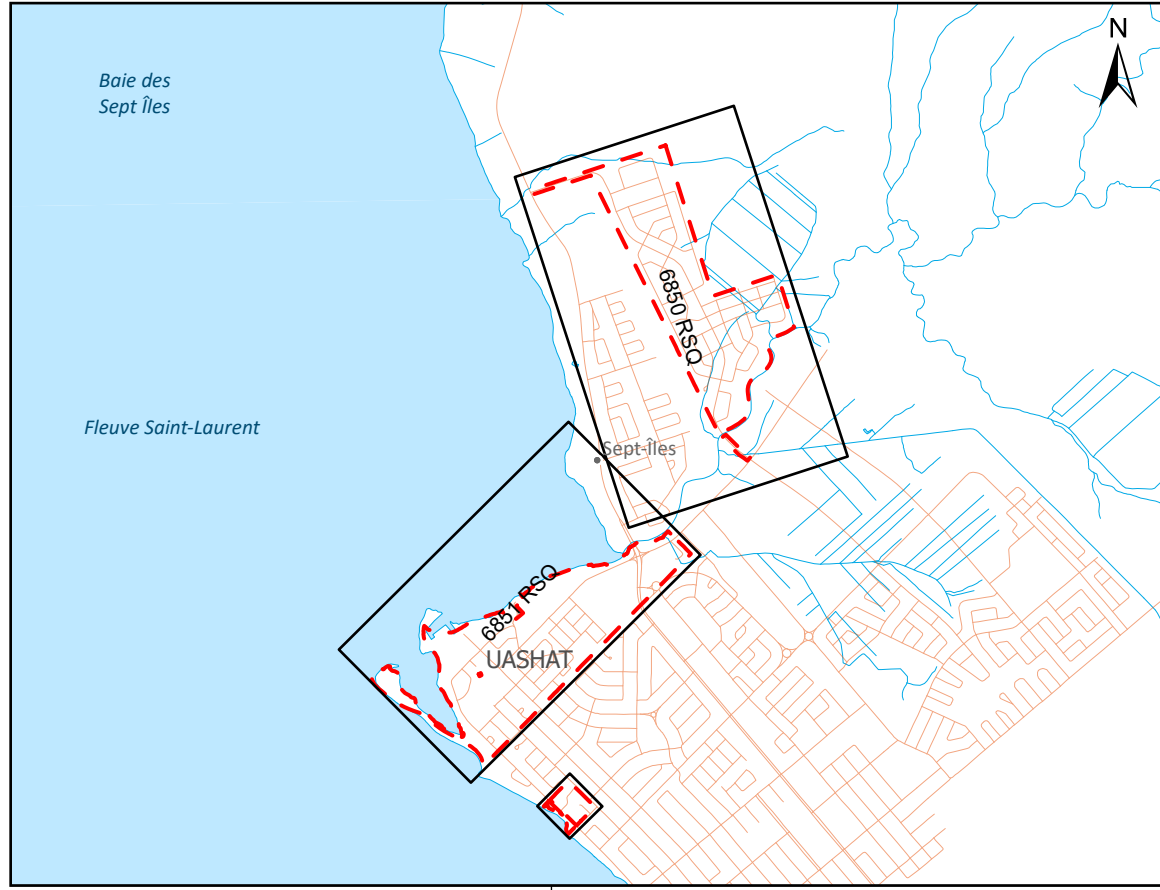 N
Baie des
Sept Îles
6850 RSQ
Fleuve Saint-Laurent
Sept-Îles
6851 RSQ
UASHAT